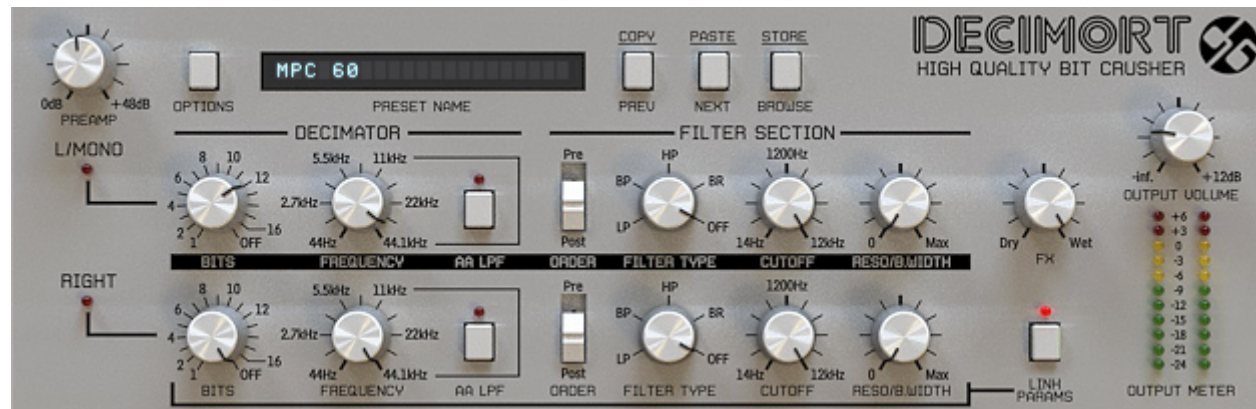 DECIMORT
HIGH QUALITY BIT CRUSHER
COPY PASTE STORE
MPC 60
OPTIONS
PRESET NAME
PREV NEXT BROWSE
0dB +48dB
PREAMP
L/MONO
DECIMATOR
FILTER SECTION
1 2 4 6 8 10 12 16 OFF
BITS
44Hz 2.7kHz 5.5kHz 11kHz 22kHz 44.1kHz
FREQUENCY
AA LPF
Pre
Post
ORDER
LP BP HP BR OFF
FILTER TYPE
14Hz 1200Hz 12kHz
CUTOFF
0 Max
RESO/B.WIDTH
Dry Wet
FX
-inf. +12dB
OUTPUT VOLUME
RIGHT
1 2 4 6 8 10 12 16 OFF
BITS
44Hz 2.7kHz 5.5kHz 11kHz 22kHz 44.1kHz
FREQUENCY
AA LPF
Pre
Post
ORDER
LP BP HP BR OFF
FILTER TYPE
14Hz 1200Hz 12kHz
CUTOFF
0 Max
RESO/B.WIDTH
LINK
PARAMS
+6
+3
0
-3
-6
-9
-12
-15
-18
-21
-24
OUTPUT METER